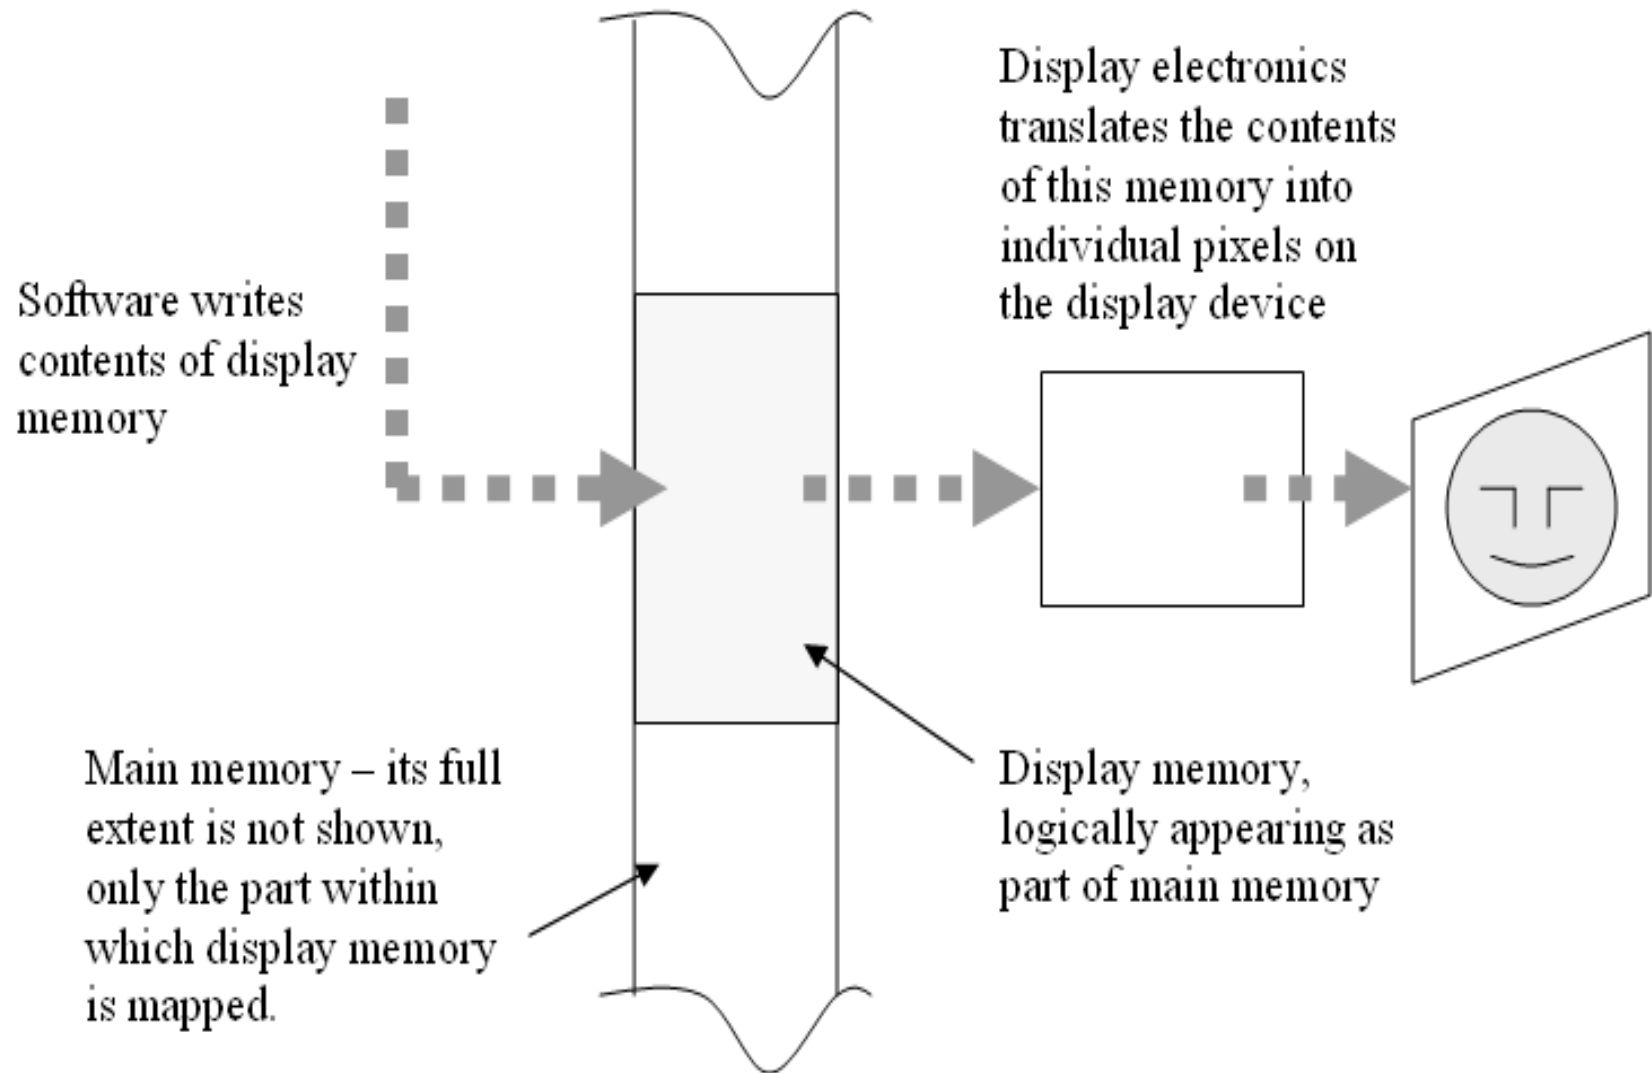 Display electronics
translates the contents
of this memory into
individual pixels on
the display device
Software writes
contents of display
memory
Main memory – its full
extent is not shown,
only the part within
which display memory
is mapped.
Display memory,
logically appearing as
part of main memory